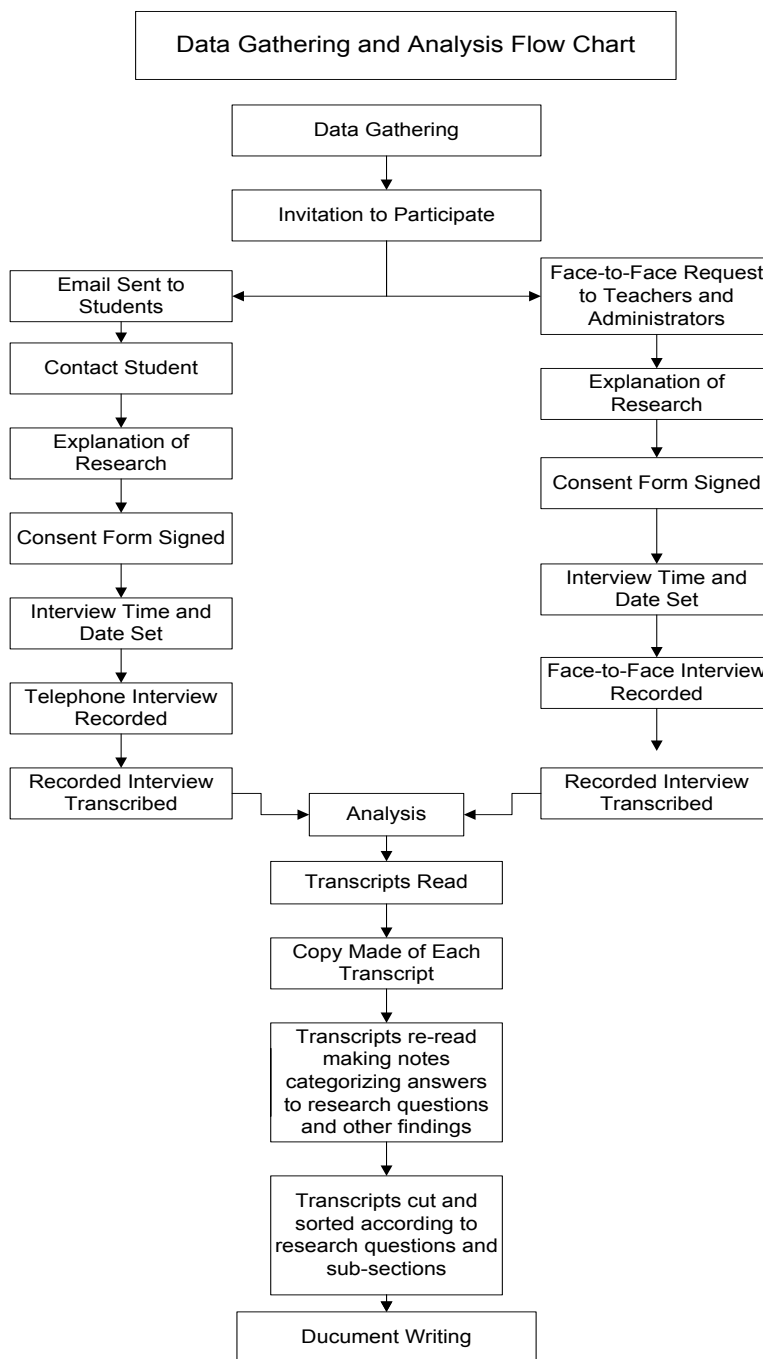 Data Gathering and Analysis Flow Chart
Data Gathering
Invitation to Participate
Email Sent to
Students
Contact Student
Explanation of
Research
Consent Form Signed
Interview Time and
Date Set
Telephone Interview
Recorded
Recorded Interview
Transcribed
Face-to-Face Request
to Teachers and
Administrators
Explanation of
Research
Consent Form Signed
Interview Time and
Date Set
Face-to-Face Interview
Recorded
Recorded Interview
Transcribed
Analysis
Transcripts Read
Copy Made of Each
Transcript
Transcripts re-read
making notes
categorizing answers
to research questions
and other findings
Transcripts cut and
sorted according to
research questions and
sub-sections
Ducument Writing